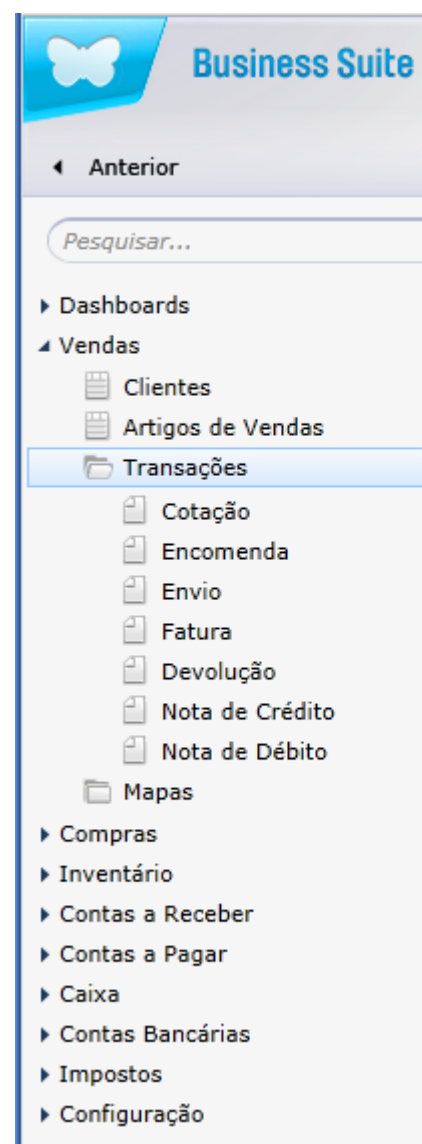 Business Suite
Anterior
Pesquisar...
Dashboards
Vendas
Clientes
Artigos de Vendas
Transações
Cotação
Encomenda
Envio
Fatura
Devolução
Nota de Crédito
Nota de Débito
Mapas
Compras
Inventário
Contas a Receber
Contas a Pagar
Caixa
Contas Bancárias
Impostos
Configuração